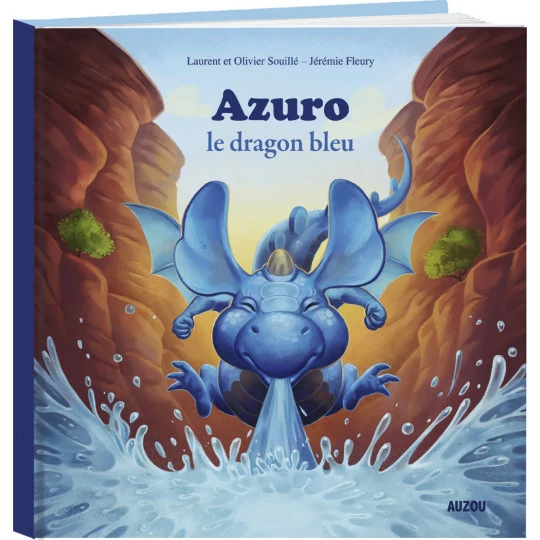 Laurent et Olivier Souillé – Jérémie Fleury
Azuro
le dragon bleu
AUZOU